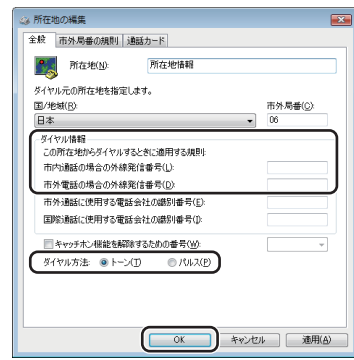 所在地の編集
全般 市外局番の規則 通話カード
所在地(N): 所在地情報
ダイヤル元の所在地を指定します。
国/地域(R): 市外局番(C):
日本 06
ダイヤル情報
この所在地からダイヤルするときに適用する規則:
市内通話の場合の外線発信番号(L):
市外電話の場合の外線発信番号(D):
市外通話に使用する電話会社の識別番号(E):
国際通話に使用する電話会社の識別番号(I):
キャッチホン機能を解除するための番号(W):
ダイヤル方法: トーン(T) パルス(P)
OK キャンセル 適用(A)